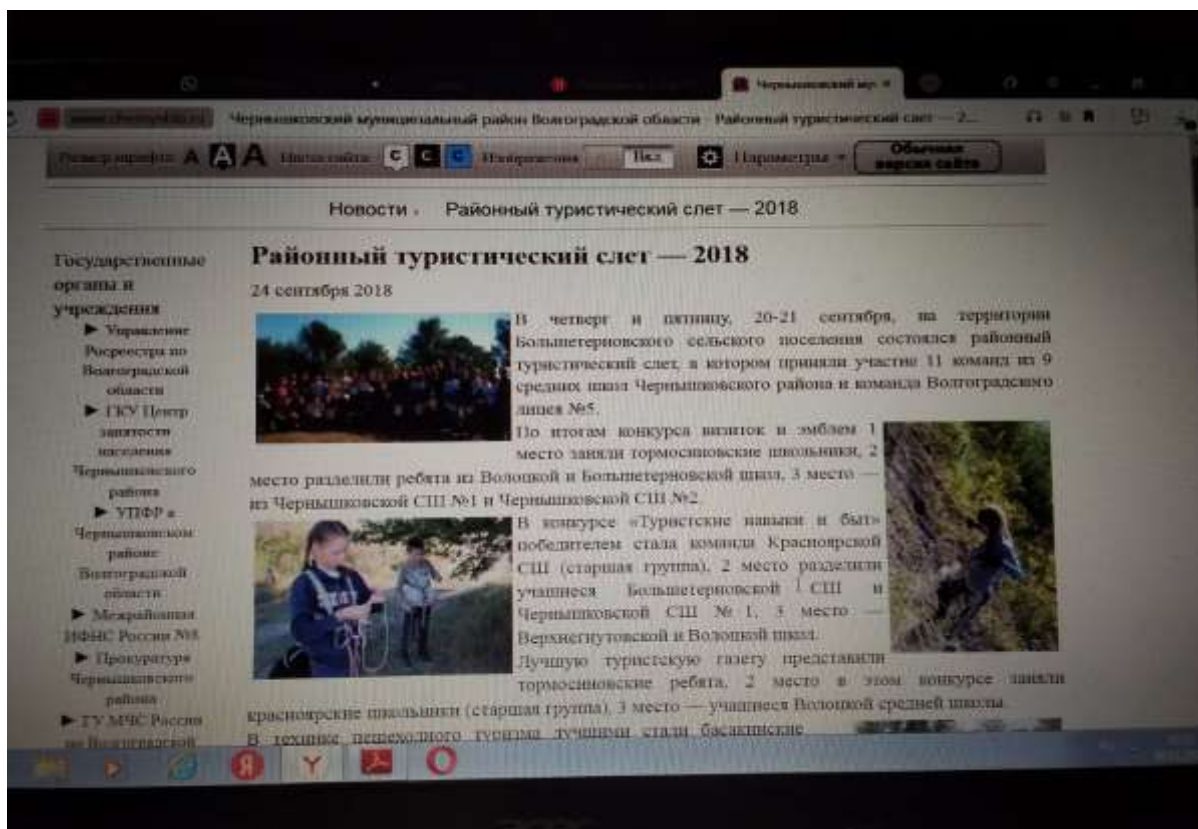 Чернышковский му
Чернышковский муниципальный район Волгоградской области Районный туристический слет — 2...
Размер шрифта А А А сайта С С С Изображения Вкл Параметры Обычная
версия сайта
Новости Районный туристический слет — 2018
Районный туристический слет — 2018
24 сентября 2018
Государственные
органы и
учреждения
► Управление
Росреестра по
Волгоградской
области
► ГКУ Центр
занятости
населения
Чернышковского
района
► УПФР в
Чернышковском
районе
Волгоградской
области
► Межрайонная
ИФНС России №8
► Прокуратура
Чернышковского
района
► ГУ МЧС России
по Волгоградской
В четверг и пятницу, 20-21 сентября, на территории
Большетерновского сельского поселения состоялся районный
туристический слет, в котором приняли участие 11 команд из 9
средних школ Чернышковского района и команда Волгоградского
лицея №5.
По итогам конкурса визиток и эмблем 1
место заняли тормосиновские школьники, 2
место разделили ребята из Волоцкой и Большетерновской школ, 3 место —
из Чернышковской СШ №1 и Чернышковской СШ №2.
В конкурсе «Туристские навыки и быт»
победителем стала команда Красноярской
СШ (старшая группа), 2 место разделили
учащиеся Большетерновской СШ и
Чернышковской СШ № 1, 3 место —
Верхнегнутовской и Волоцкой школ.
Лучшую туристскую газету представили
тормосиновские ребята, 2 место в этом конкурсе заняли
красноярские школьники (старшая группа), 3 место — учащиеся Волоцкой средней школы.
В технике пешеходного туризма лучшими стали басакинские